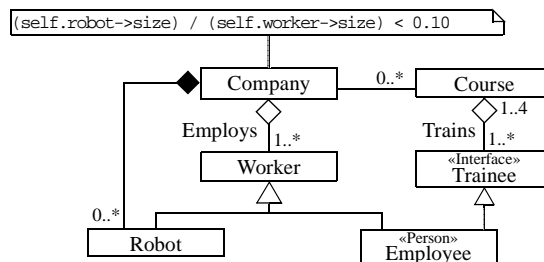 (self.robot->size) / (self.worker->size) < 0.10
Company
0..*
Course
Employs
1..*
Trains
1..4
1..*
Worker
«Interface»
Trainee
0..*
Robot
«Person»
Employee